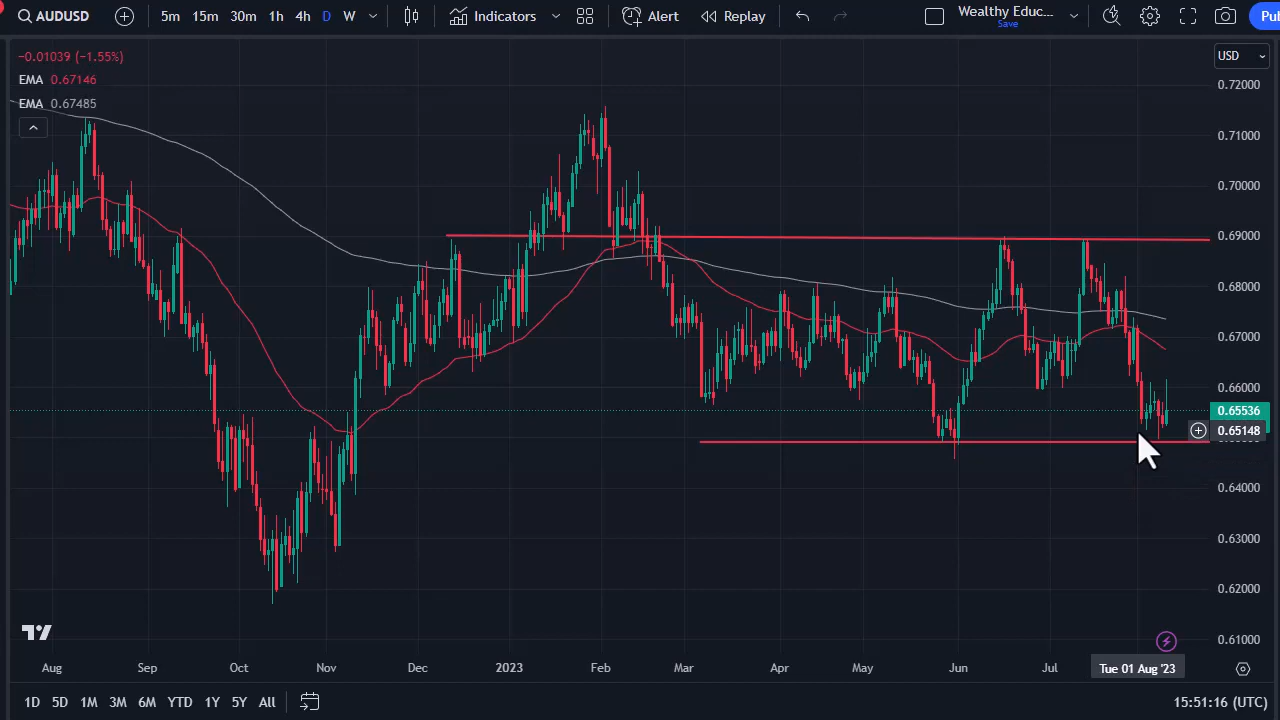 AUDUSD 5m 15m 30m 1h 4h D W Indicators Alert Replay Wealthy Educ... Save
−0.01039 (−1.55%)
EMA 0.67146
EMA 0.67485
USD
0.72000
0.71000
0.70000
0.69000
0.68000
0.67000
0.66000
0.65536
0.65148
0.64000
0.63000
0.62000
0.61000
Aug Sep Oct Nov Dec 2023 Feb Mar Apr May Jun Jul Tue 01 Aug '23
1D 5D 1M 3M 6M YTD 1Y 5Y All 15:51:16 (UTC)